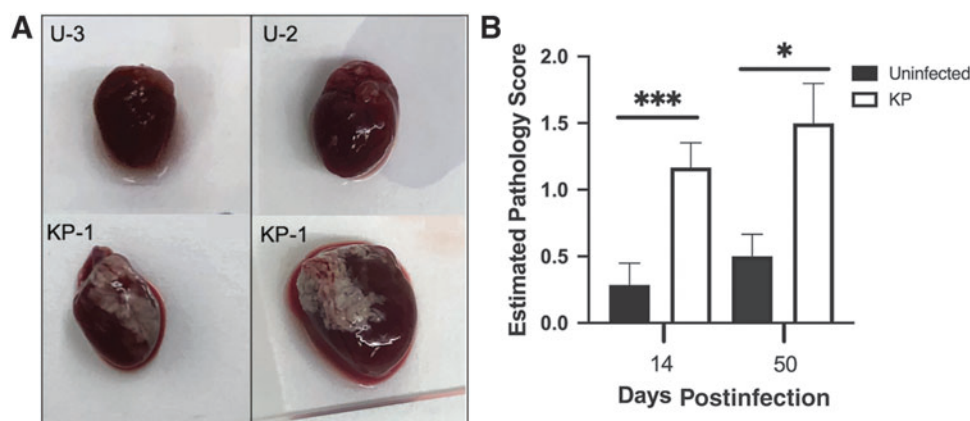 A
U-3
U-2
KP-1
KP-1
B
Estimated Pathology Score
2.0
1.5
1.0
0.5
0.0
***
*
Uninfected
KP
14
50
Days Postinfection